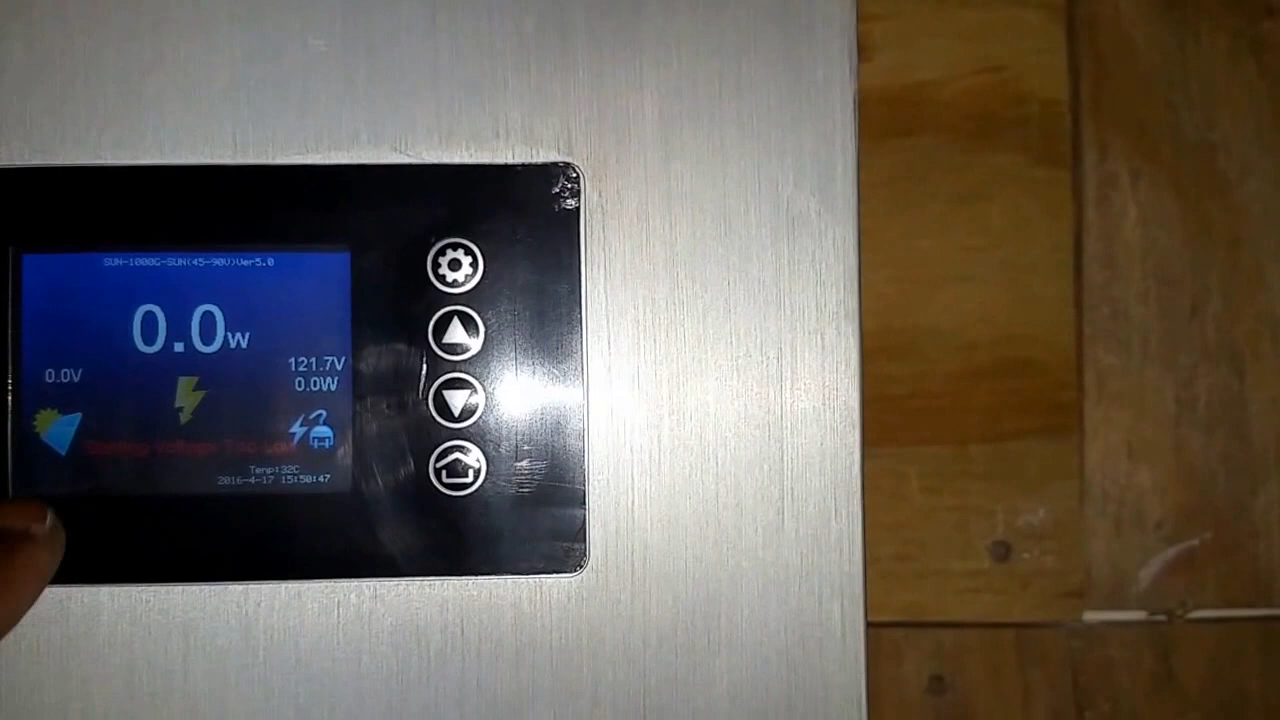 SUN-1000G-SUN(45-90V)Ver5.0
0.0W
121.7V
0.0V
0.0W
Starting Voltage Too Low
Temp:32C
2016-4-17 15:50:47